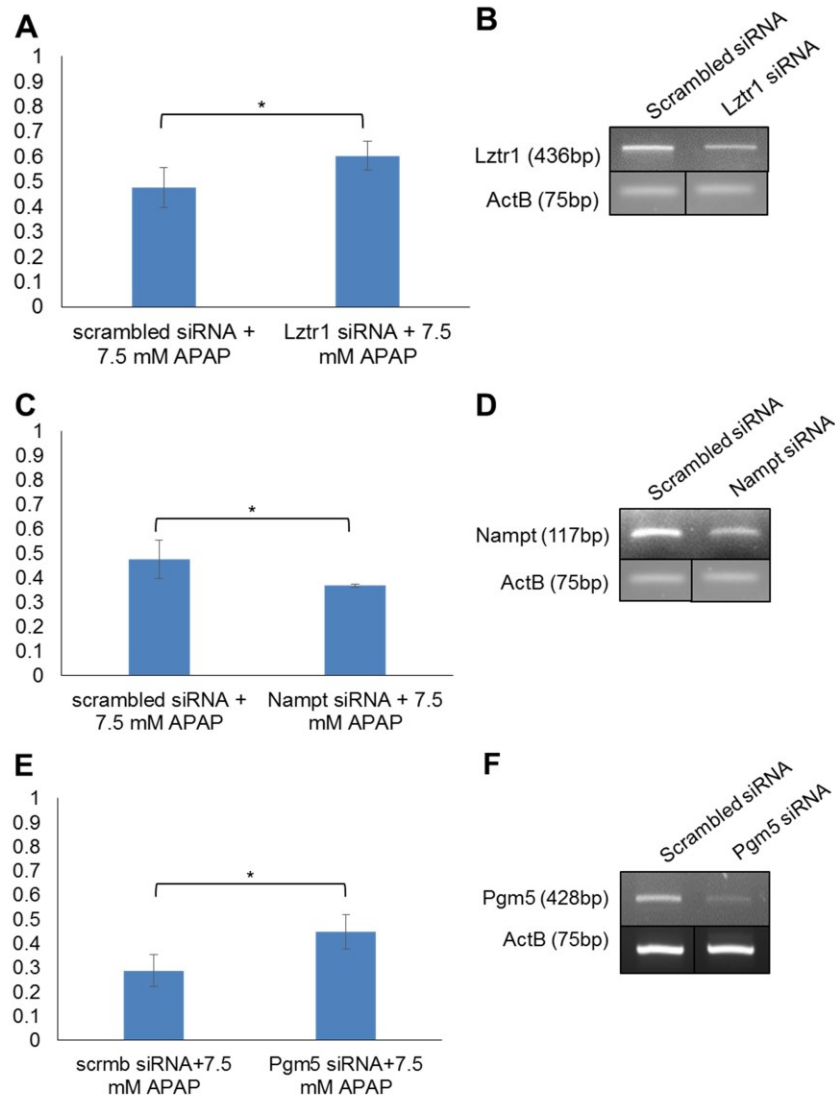 A
1
0.9
0.8
0.7
0.6
0.5
0.4
0.3
0.2
0.1
0
*
scrambled siRNA +
7.5 mM APAP
Lztr1 siRNA + 7.5
mM APAP
B
Scrambled siRNA
Lztr1 siRNA
Lztr1 (436bp)
ActB (75bp)
C
1
0.9
0.8
0.7
0.6
0.5
0.4
0.3
0.2
0.1
0
*
scrambled siRNA +
7.5 mM APAP
Nampt siRNA + 7.5
mM APAP
D
Scrambled siRNA
Nampt siRNA
Nampt (117bp)
ActB (75bp)
E
1
0.9
0.8
0.7
0.6
0.5
0.4
0.3
0.2
0.1
0
*
scrmb siRNA+7.5
mM APAP
Pgm5 siRNA+7.5
mM APAP
F
Scrambled siRNA
Pgm5 siRNA
Pgm5 (428bp)
ActB (75bp)